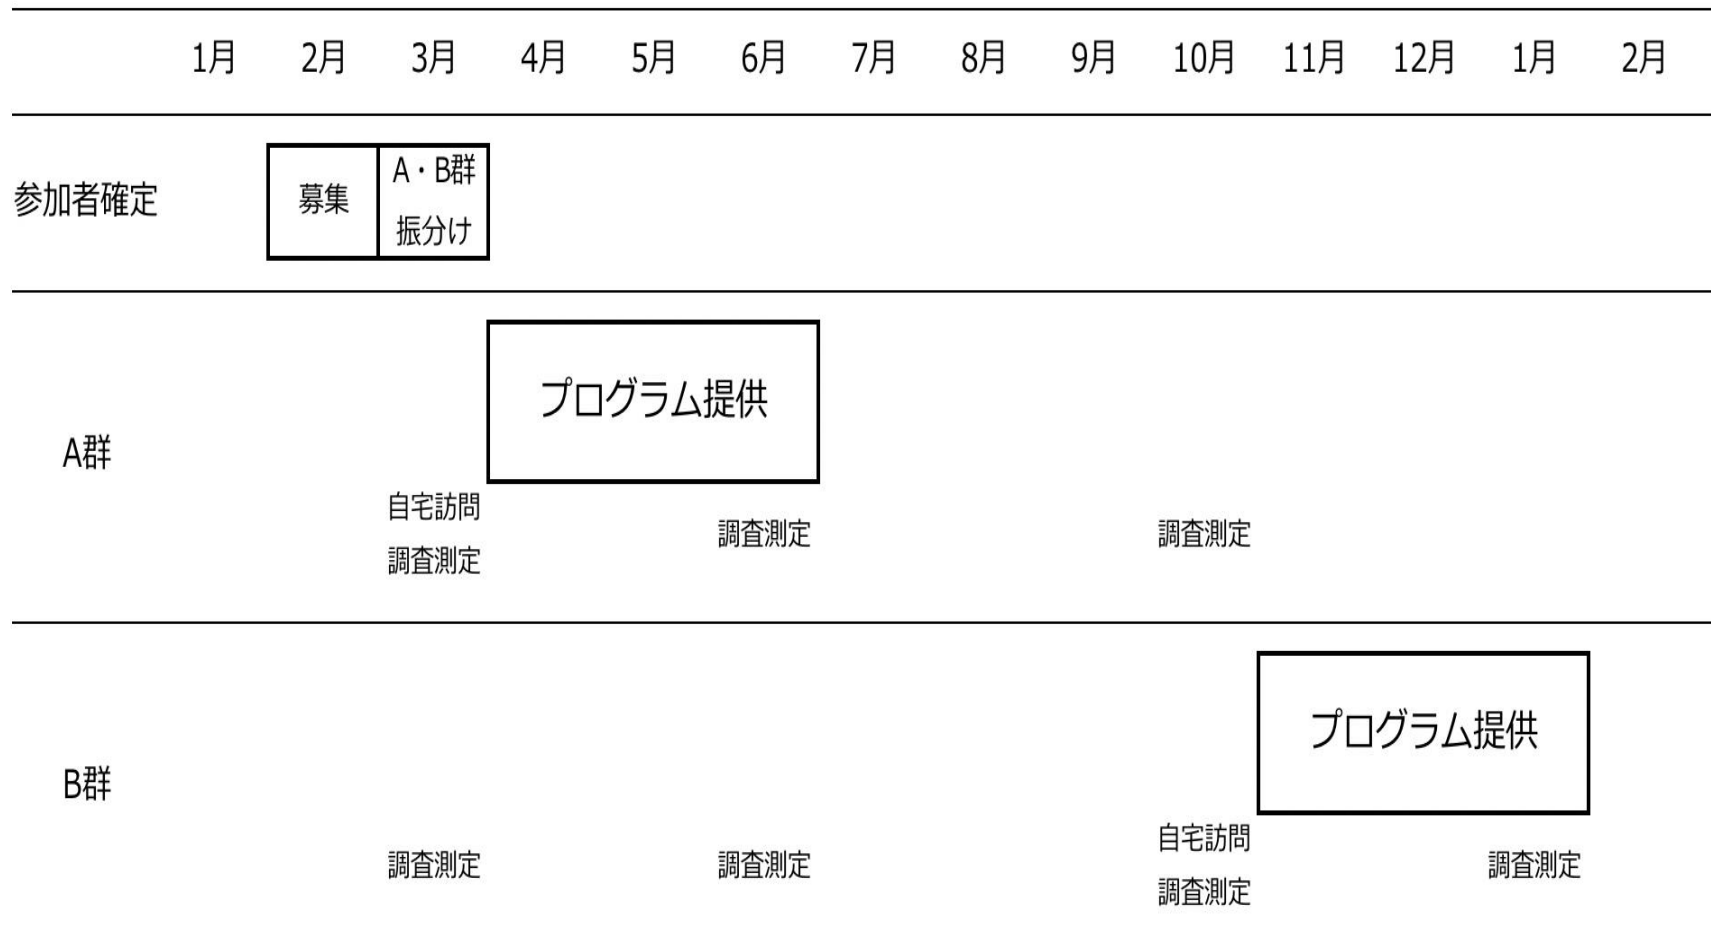 1月 2月 3月 4月 5月 6月 7月 8月 9月 10月 11月 12月 1月 2月
参加者確定
募集
A・B群
振分け
A群
プログラム提供
自宅訪問
調査測定
調査測定
調査測定
B群
プログラム提供
調査測定
調査測定
自宅訪問
調査測定
調査測定